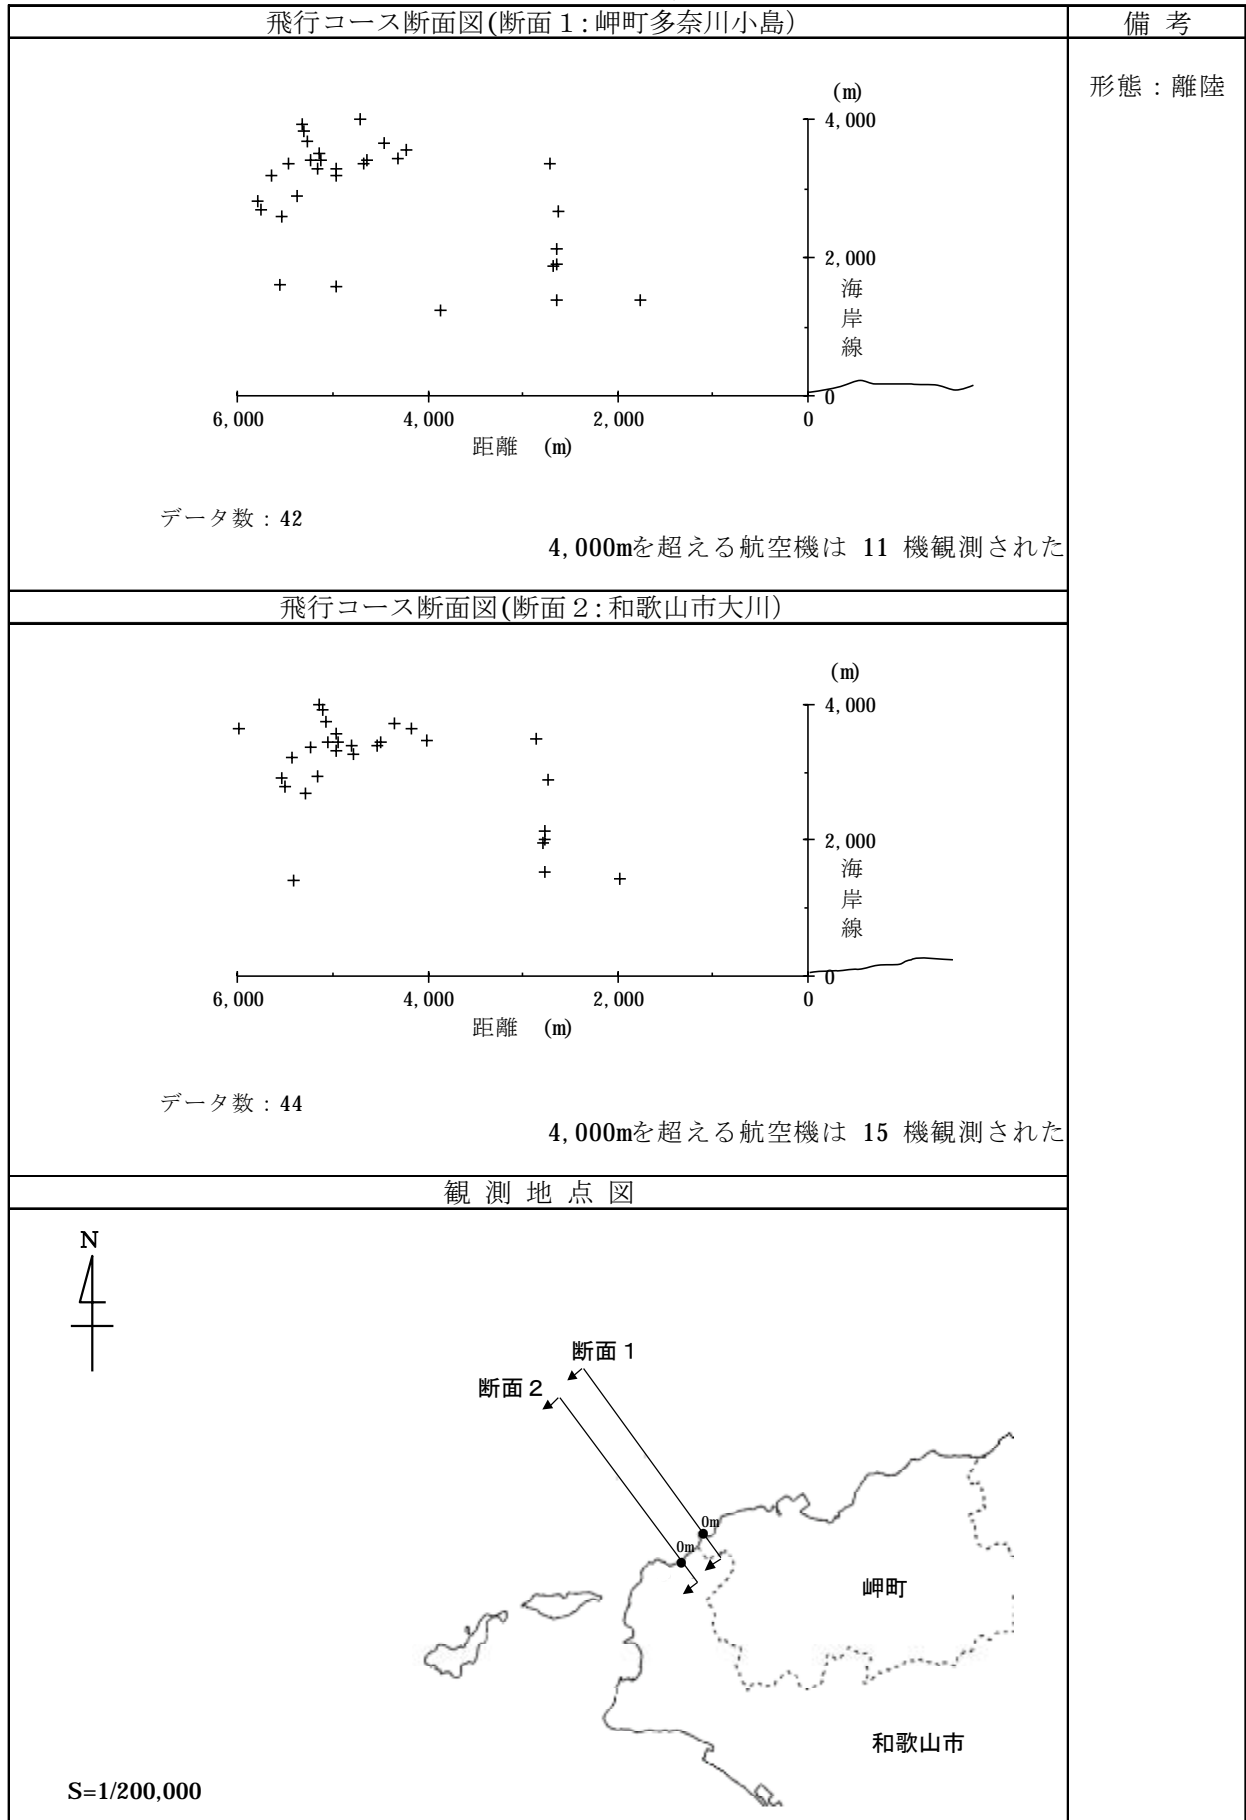 飛行コース断面図(断面１:岬町多奈川小島)
備 考
形態：離陸
(m)
4,000
2,000
海
岸
線
0
6,000
4,000
2,000
0
距離 (m)
データ数：42
4,000mを超える航空機は 11 機観測された
飛行コース断面図(断面２:和歌山市大川)
(m)
4,000
2,000
海
岸
線
0
6,000
4,000
2,000
0
距離 (m)
データ数：44
4,000mを超える航空機は 15 機観測された
観 測 地 点 図
N
断面１
断面２
0m
0m
岬町
和歌山市
S=1/200,000